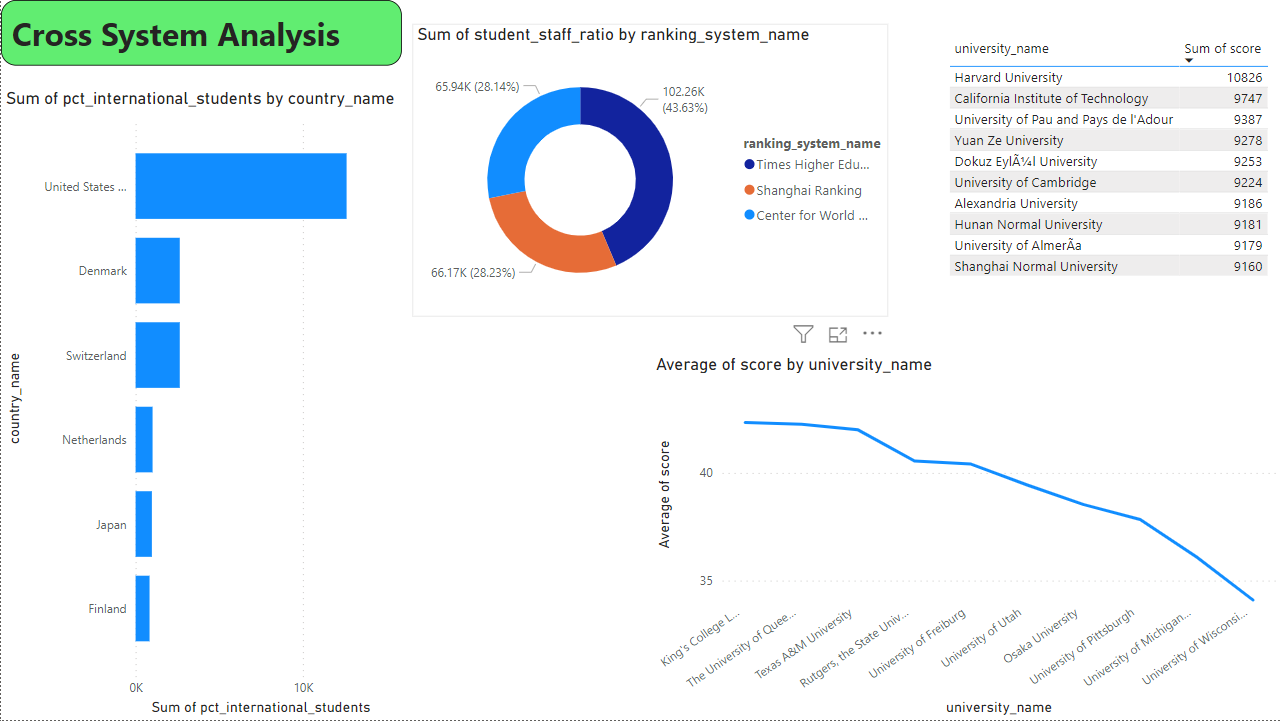 Cross System Analysis
Sum of pct_international_students by country_name
country_name
United States ...
Denmark
Switzerland
Netherlands
Japan
Finland
0K
10K
Sum of pct_international_students
Sum of student_staff_ratio by ranking_system_name
65.94K (28.14%)
102.26K
(43.63%)
66.17K (28.23%)
ranking_system_name
Times Higher Edu...
Shanghai Ranking
Center for World ...
university_name Sum of score
Harvard University 10826
California Institute of Technology 9747
University of Pau and Pays de l'Adour 9387
Yuan Ze University 9278
Dokuz EylÃ¼l University 9253
University of Cambridge 9224
Alexandria University 9186
Hunan Normal University 9181
University of AlmerÃa 9179
Shanghai Normal University 9160
Average of score by university_name
Average of score
40
35
King's College L...
The University of Quee...
Texas A&M University
Rutgers, the State Univ...
University of Freiburg
University of Utah
Osaka University
University of Pittsburgh
University of Michigan...
University of Wisconsi...
university_name